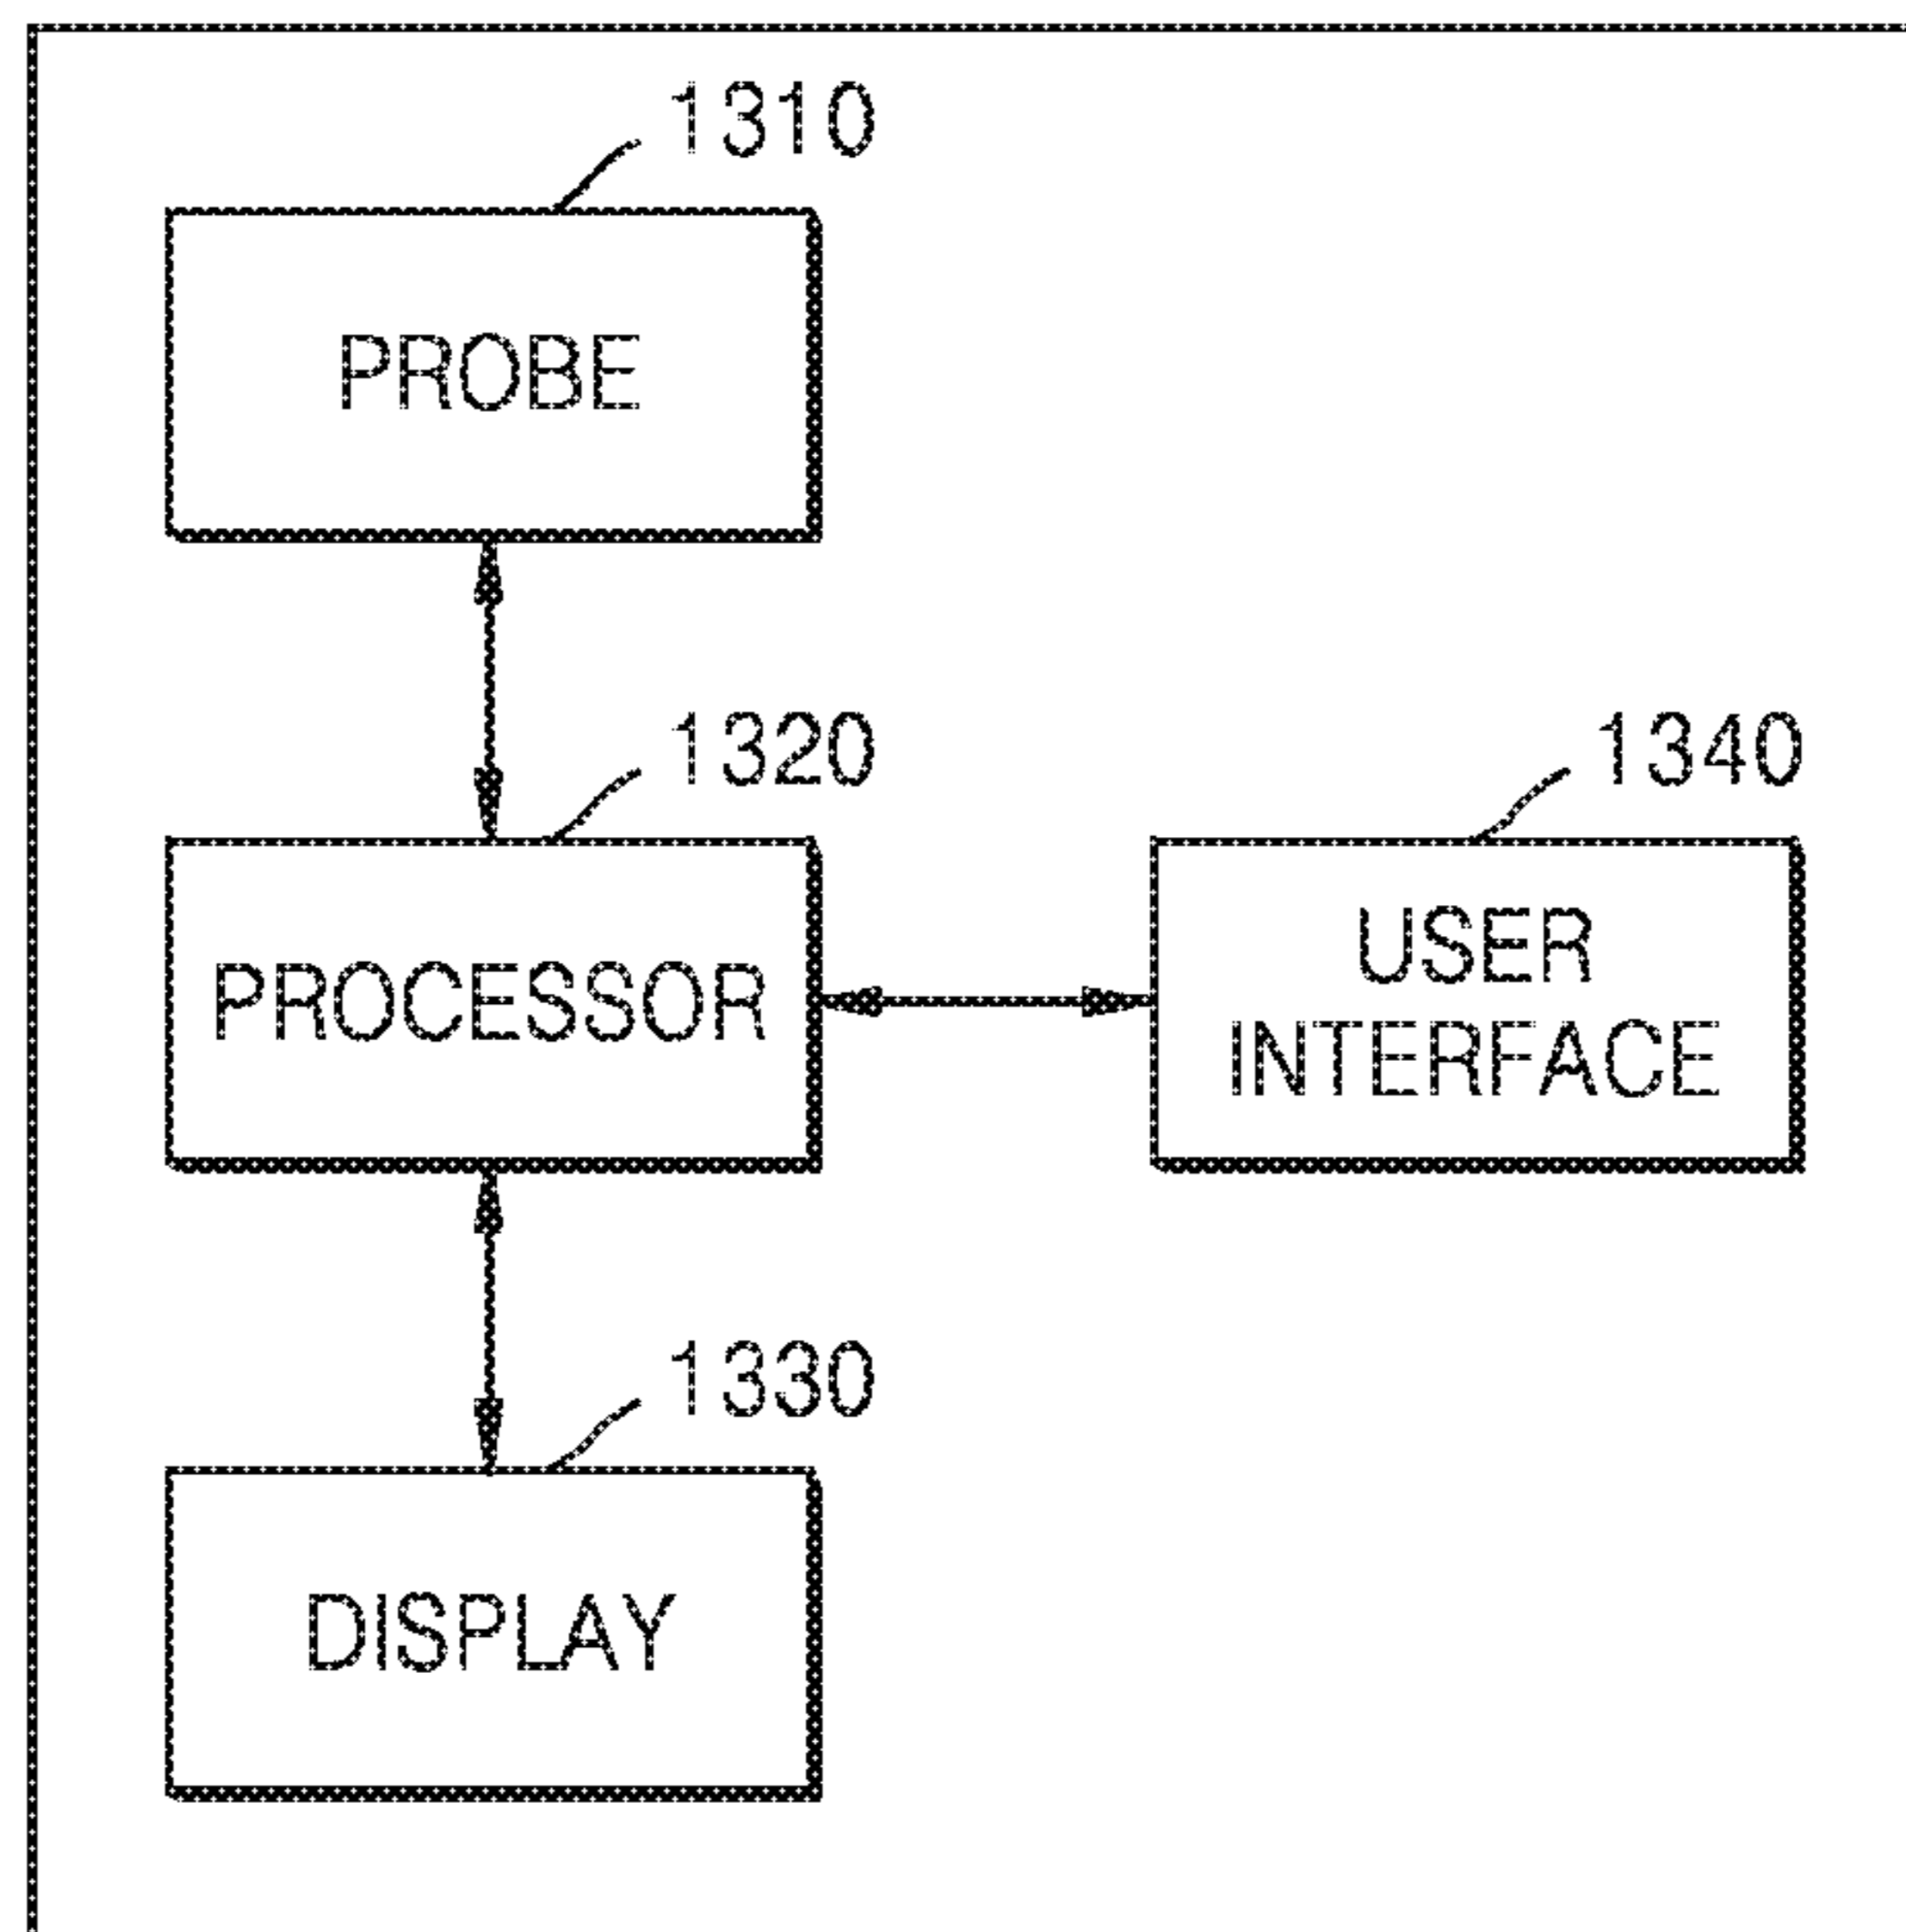 1310
PROBE
1320
PROCESSOR
1340
USER
INTERFACE
1330
DISPLAY